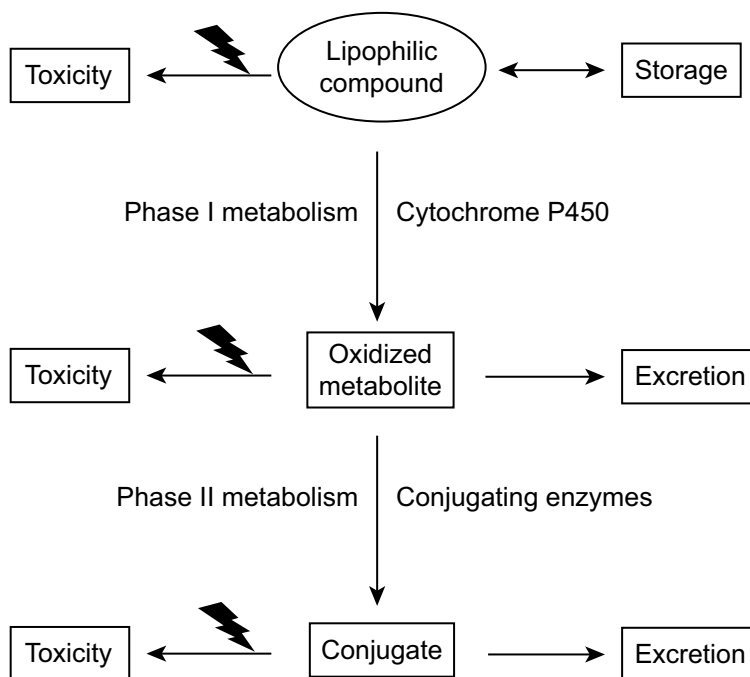 Toxicity
Lipophilic
compound
Storage
Phase I metabolism
Cytochrome P450
Toxicity
Oxidized
metabolite
Excretion
Phase II metabolism
Conjugating enzymes
Toxicity
Conjugate
Excretion